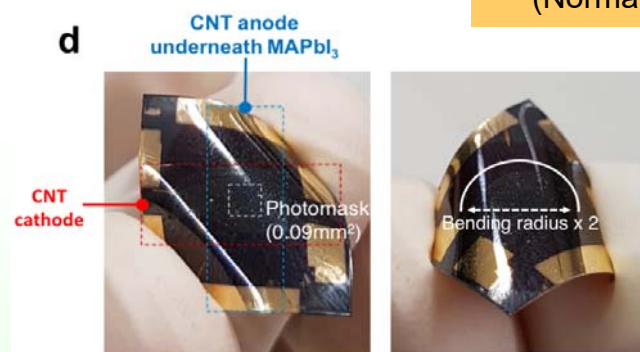 (Norma
d
CNT anode
underneath MAPbI₃
CNT
cathode
Photomask
(0.09mm²)
Bending radius x 2